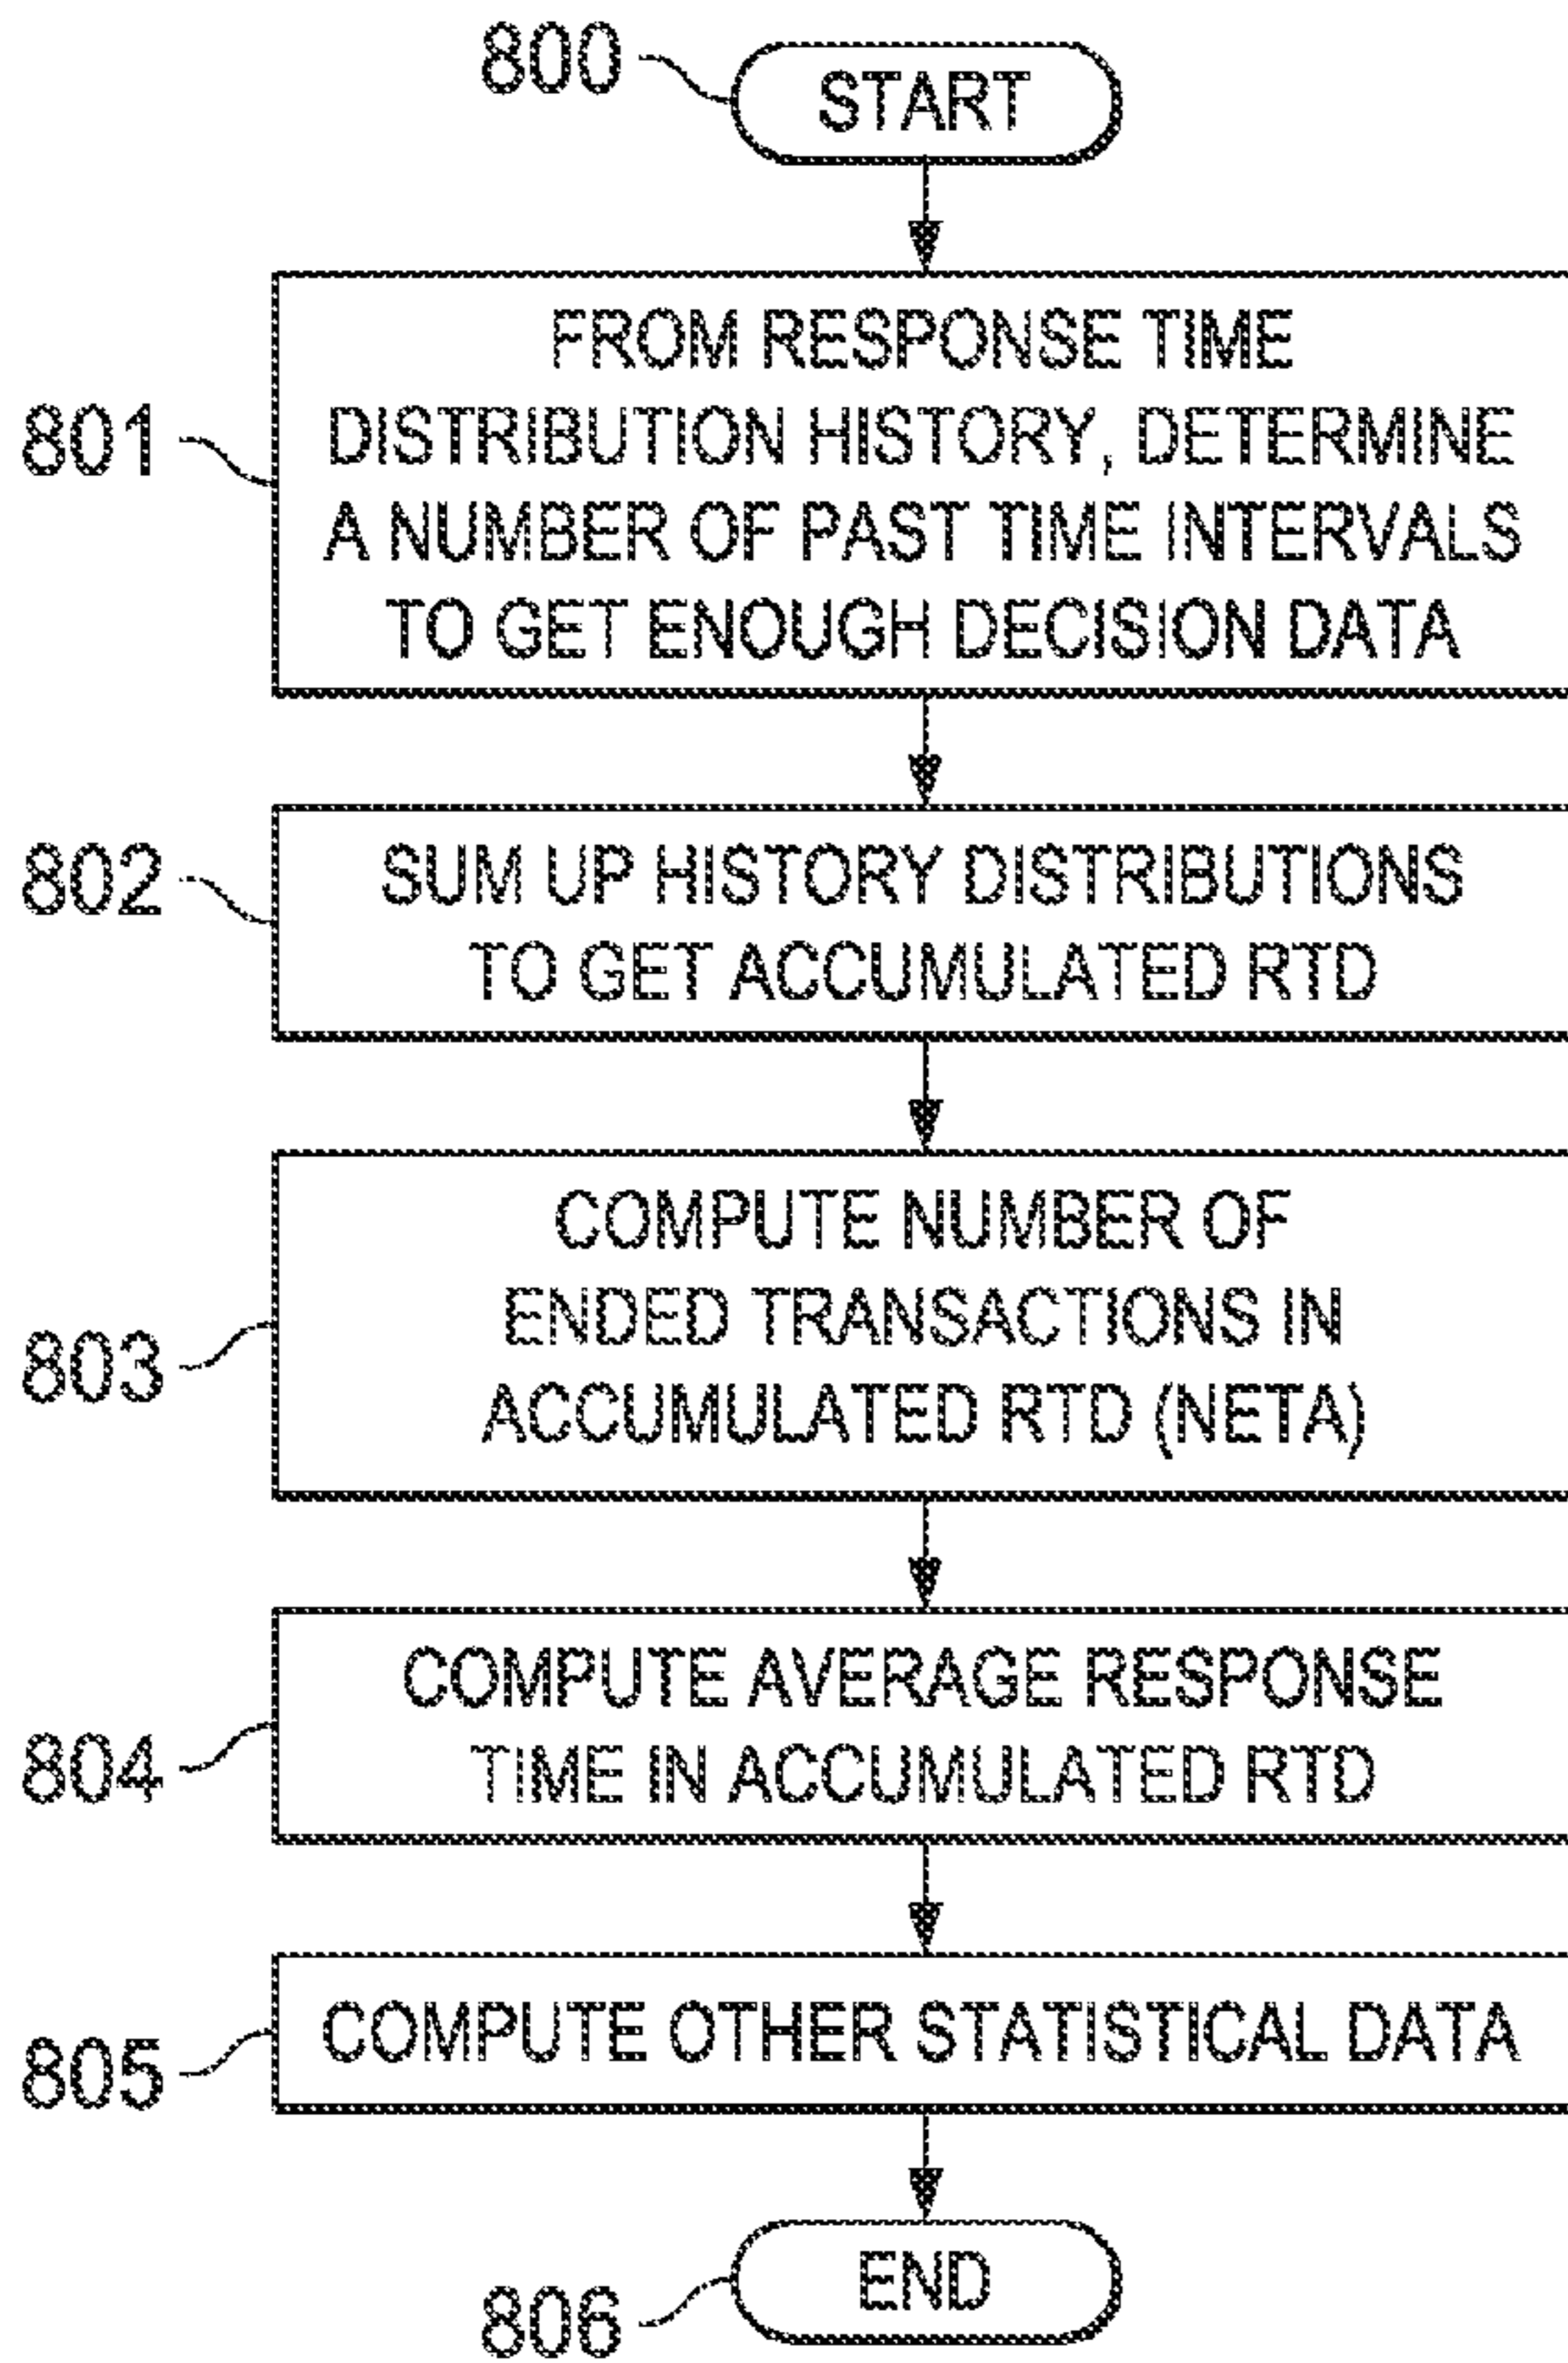 800
START
801
FROM RESPONSE TIME
DISTRIBUTION HISTORY, DETERMINE
A NUMBER OF PAST TIME INTERVALS
TO GET ENOUGH DECISION DATA
802
SUM UP HISTORY DISTRIBUTIONS
TO GET ACCUMULATED RTD
803
COMPUTE NUMBER OF
ENDED TRANSACTIONS IN
ACCUMULATED RTD (NETA)
804
COMPUTE AVERAGE RESPONSE
TIME IN ACCUMULATED RTD
805
COMPUTE OTHER STATISTICAL DATA
806
END